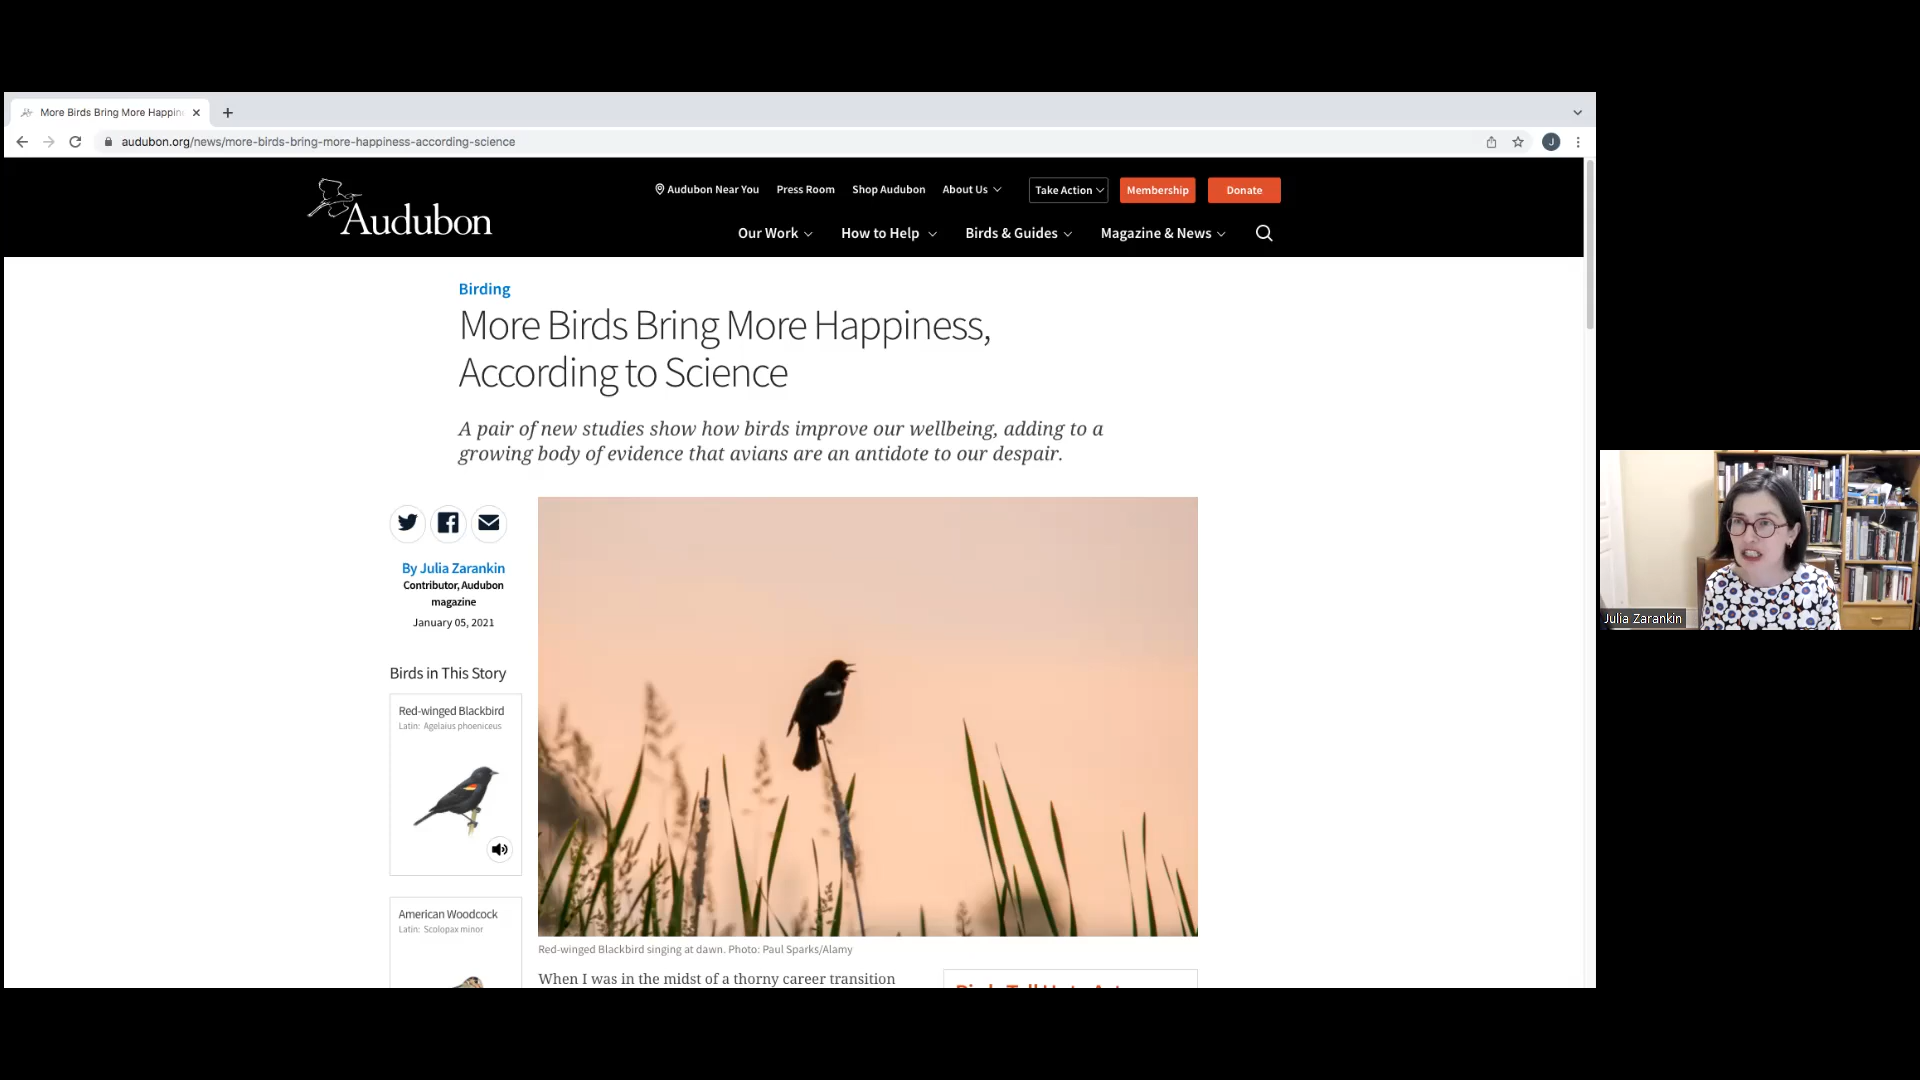 More Birds Bring More Happin
audubon.org/news/more-birds-bring-more-happiness-according-science
J
Audubon
Audubon Near You
Press Room
Shop Audubon
About Us
Take Action
Membership
Donate
Our Work
How to Help
Birds & Guides
Magazine & News
Birding
More Birds Bring More Happiness,
According to Science
A pair of new studies show how birds improve our wellbeing, adding to a
growing body of evidence that avians are an antidote to our despair.
By Julia Zarankin
Contributor, Audubon
magazine
January 05, 2021
Birds in This Story
Red-winged Blackbird
Latin: Agelaius phoeniceus
American Woodcock
Latin: Scolopax minor
Red-winged Blackbird singing at dawn. Photo: Paul Sparks/Alamy
When I was in the midst of a thorny career transition
Julia Zarankin